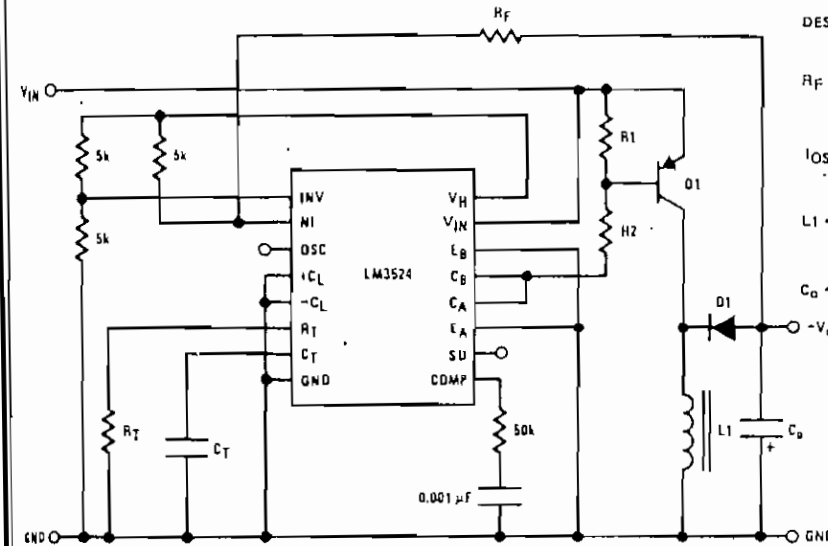 RF
DES
VIN
RF
5k
5k
R1
IOS
INV
VH
Q1
NI
VIN
5k
OSC
EB
R2
L1
+CL
LM3524
CB
-CL
CA
D1
Co
RT
EA
-Vo
CT
SD
GND
COMP
RT
CT
50k
L1
Co
+
0.001 µF
GND
GND